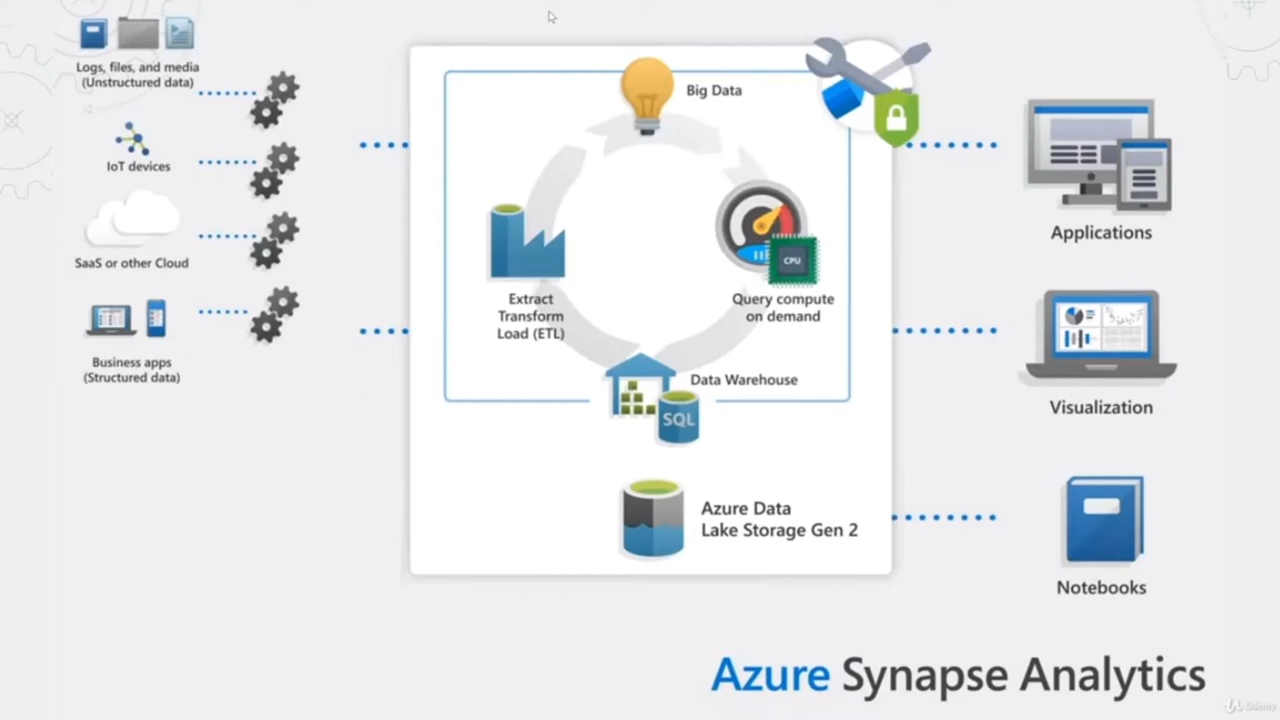 Logs, files, and media
(Unstructured data)
IoT devices
SaaS or other Cloud
Business apps
(Structured data)
Big Data
Extract
Transform
Load (ETL)
CPU
Query compute
on demand
Data Warehouse
SQL
Azure Data
Lake Storage Gen 2
Applications
Visualization
Notebooks
Azure Synapse Analytics
Udemy